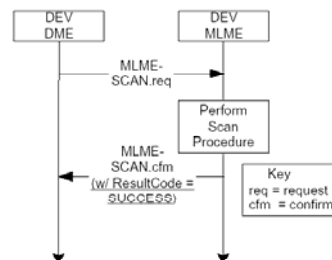 DEV
DME
DEV
MLME
MLME-
SCAN.req
Perform
Scan
Procedure
MLME-
SCAN.cfm
(w/ ResultCode =
SUCCESS)
Key
req = request
cfm = confirm